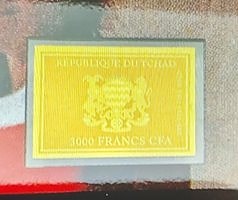 REPUBLIQUE DU TCHAD
3000 FRANCS CFA